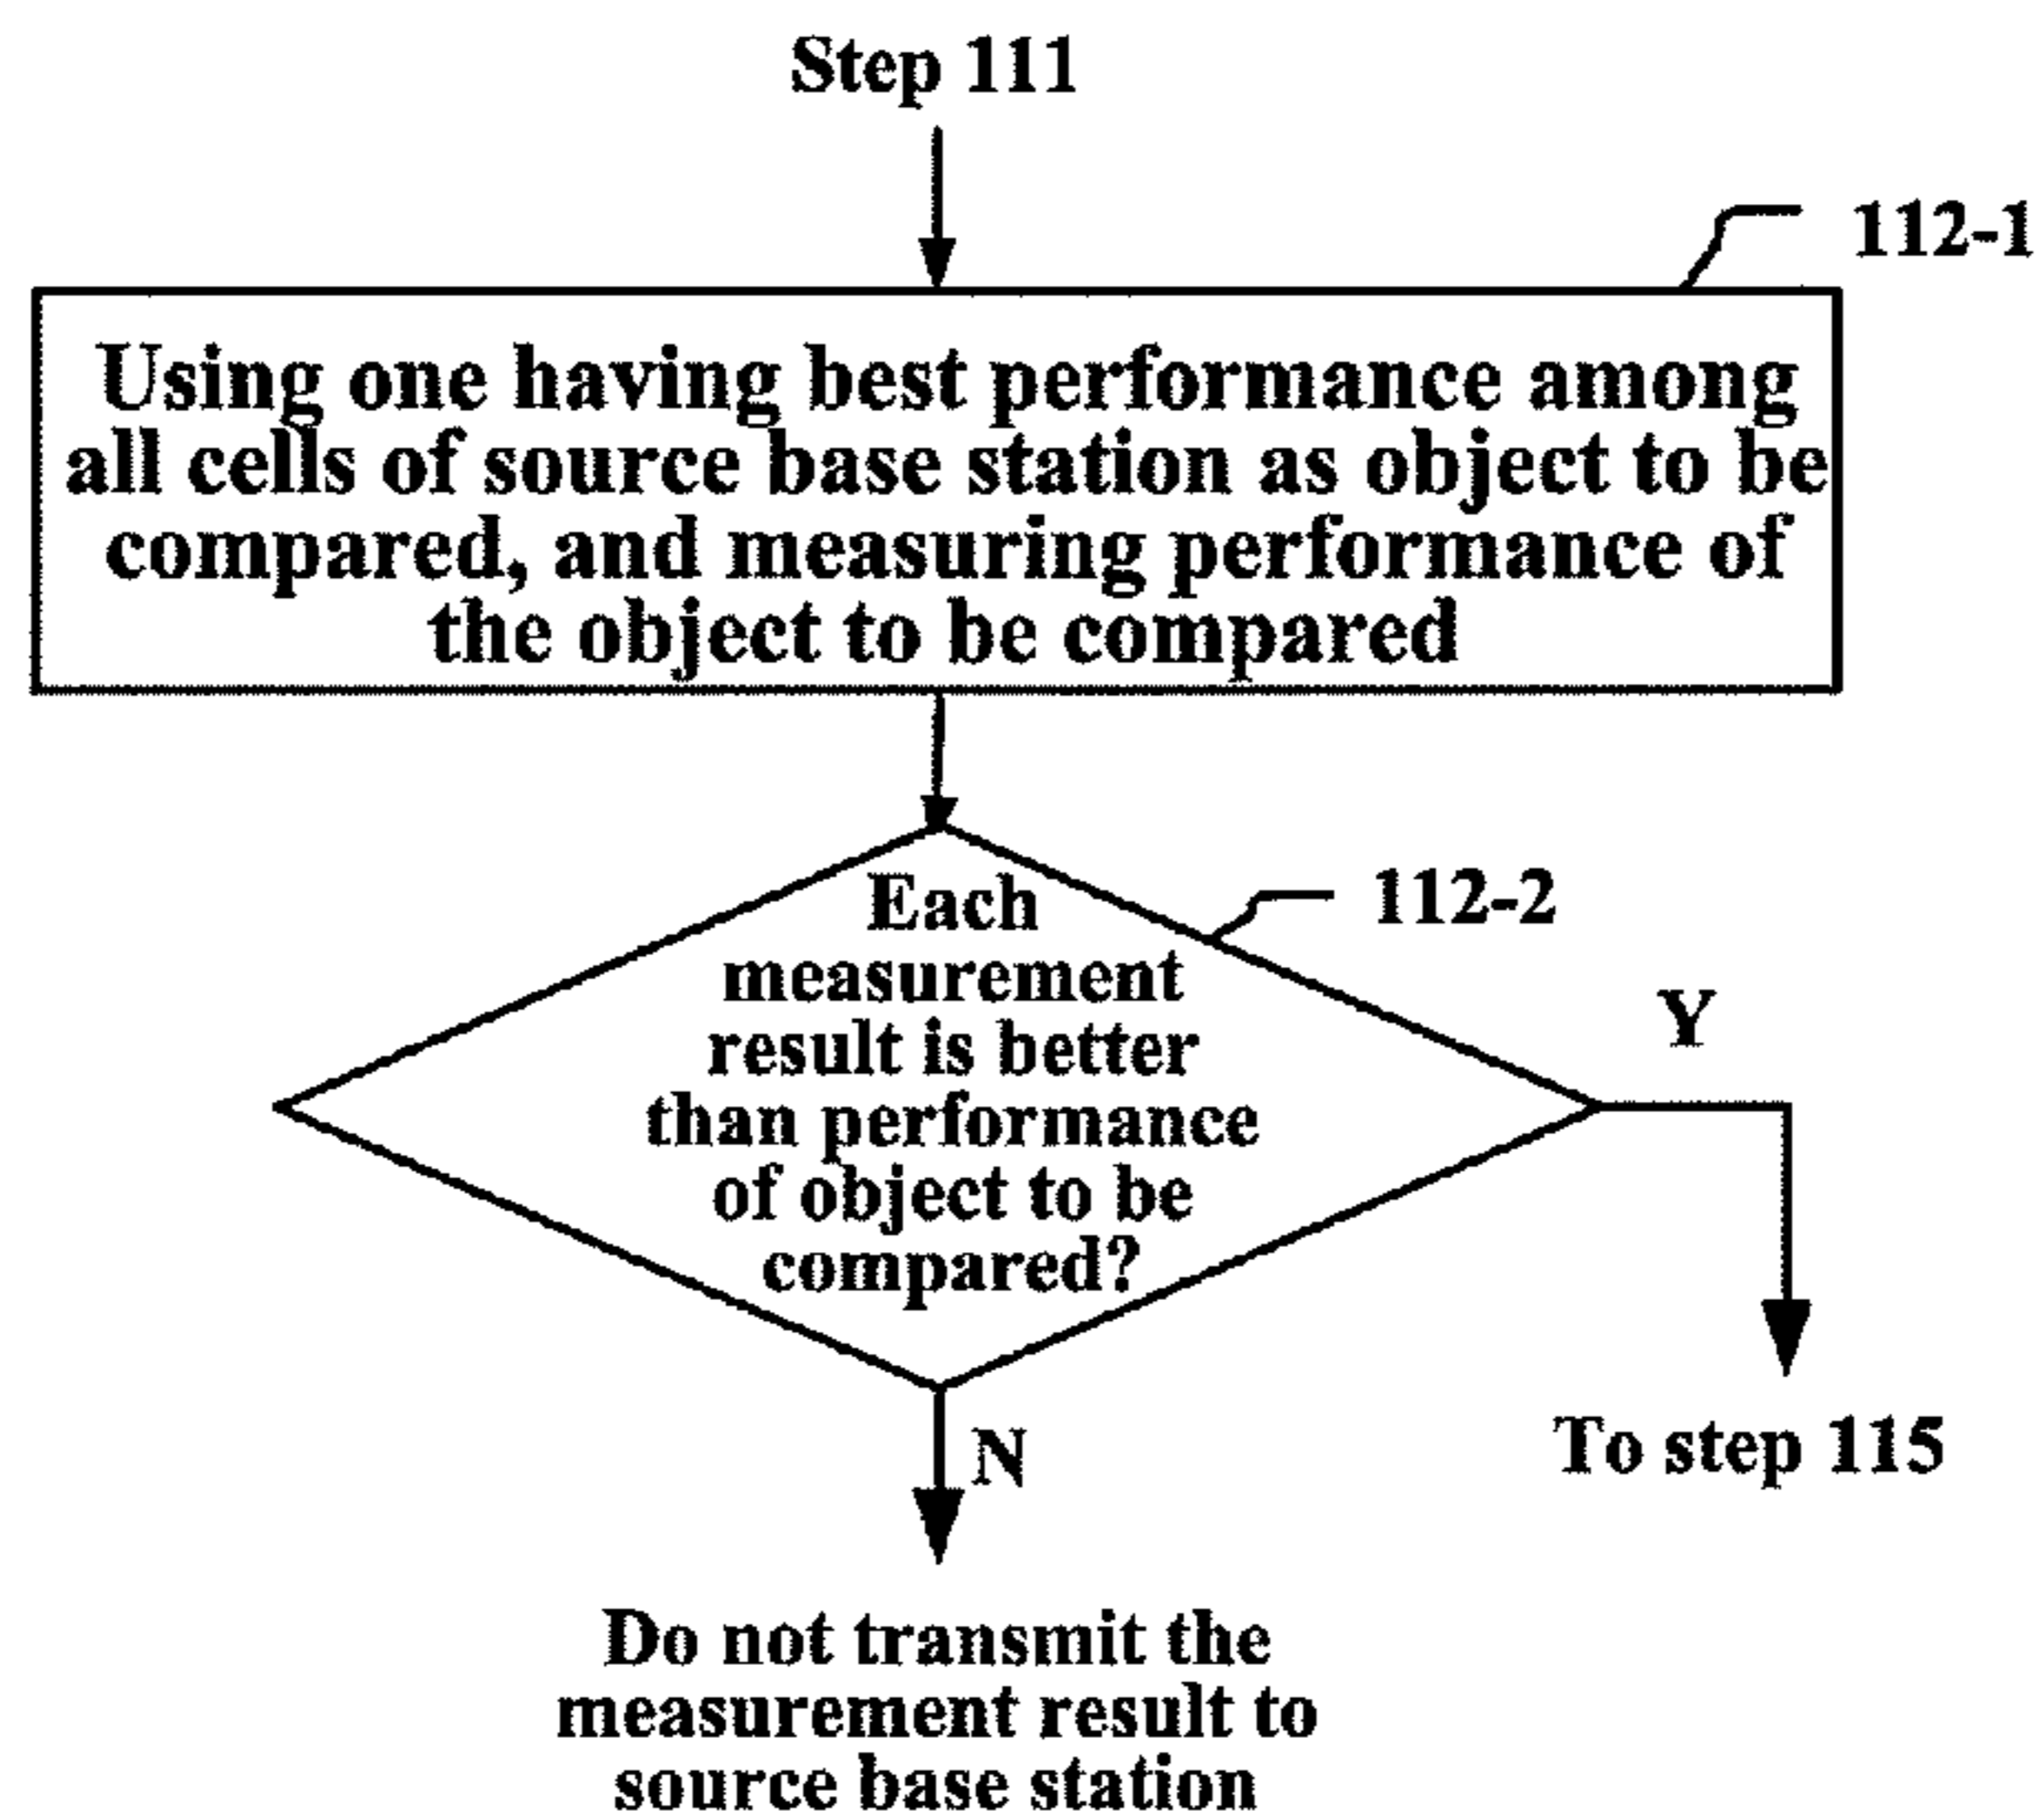 Step 111
112-1
Using one having best performance among
all cells of source base station as object to be
compared, and measuring performance of
the object to be compared
112-2
Each
measurement
result is better
than performance
of object to be
compared?
Y
To step 115
N
Do not transmit the
measurement result to
source base station